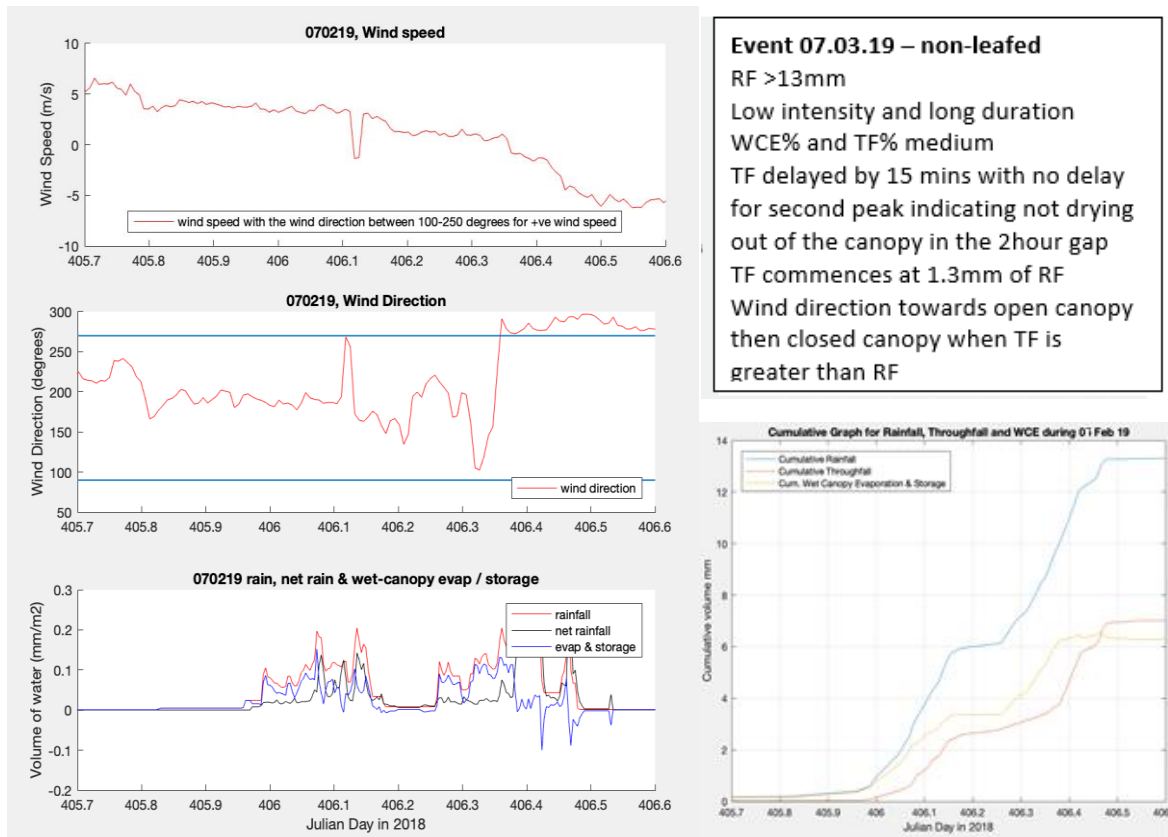 070219, Wind speed
10
5
0
-5
-10
Wind Speed (m/s)
wind speed with the wind direction between 100-250 degrees for +ve wind speed
405.7 405.8 405.9 406 406.1 406.2 406.3 406.4 406.5 406.6
070219, Wind Direction
300
250
200
150
100
50
Wind Direction (degrees)
wind direction
405.7 405.8 405.9 406 406.1 406.2 406.3 406.4 406.5 406.6
070219 rain, net rain & wet-canopy evap / storage
0.3
0.2
0.1
0
-0.1
-0.2
Volume of water (mm/m2)
rainfall
net rainfall
evap & storage
405.7 405.8 405.9 406 406.1 406.2 406.3 406.4 406.5 406.6
Julian Day in 2018
Event 07.03.19 – non-leafed
RF >13mm
Low intensity and long duration
WCE% and TF% medium
TF delayed by 15 mins with no delay
for second peak indicating not drying
out of the canopy in the 2hour gap
TF commences at 1.3mm of RF
Wind direction towards open canopy
then closed canopy when TF is
greater than RF
Cumulative Graph for Rainfall, Throughfall and WCE during 07 Feb 19
14
12
10
8
6
4
2
0
Cumulative volume mm
Cumulative Rainfall
Cumulative Throughfall
Cum. Wet Canopy Evaporation & Storage
405.7 405.8 405.9 406 406.1 406.2 406.3 406.4 406.5
Julian Day in 2018